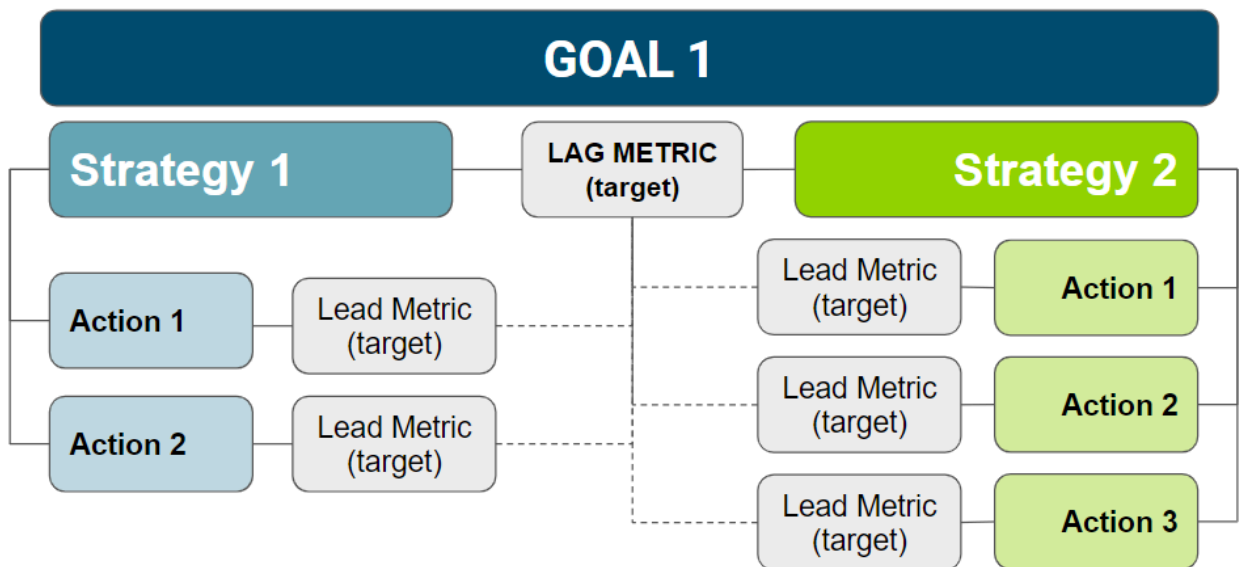 GOAL 1
Strategy 1
LAG METRIC
(target)
Strategy 2
Action 1
Lead Metric
(target)
Action 2
Lead Metric
(target)
Lead Metric
(target)
Action 1
Lead Metric
(target)
Action 2
Lead Metric
(target)
Action 3